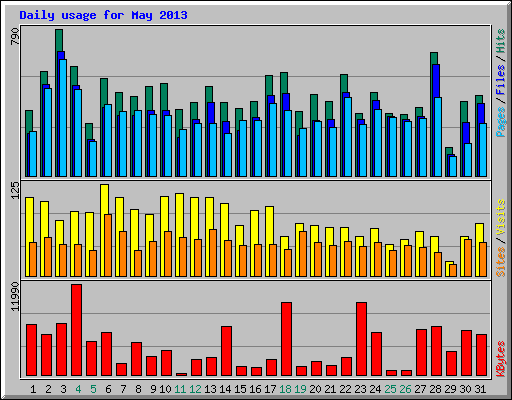 Daily usage for May 2013
790
Pages / Files / Hits
125
Sites / Visits
11990
KBytes
1 2 3 4 5 6 7 8 9 10 11 12 13 14 15 16 17 18 19 20 21 22 23 24 25 26 27 28 29 30 31